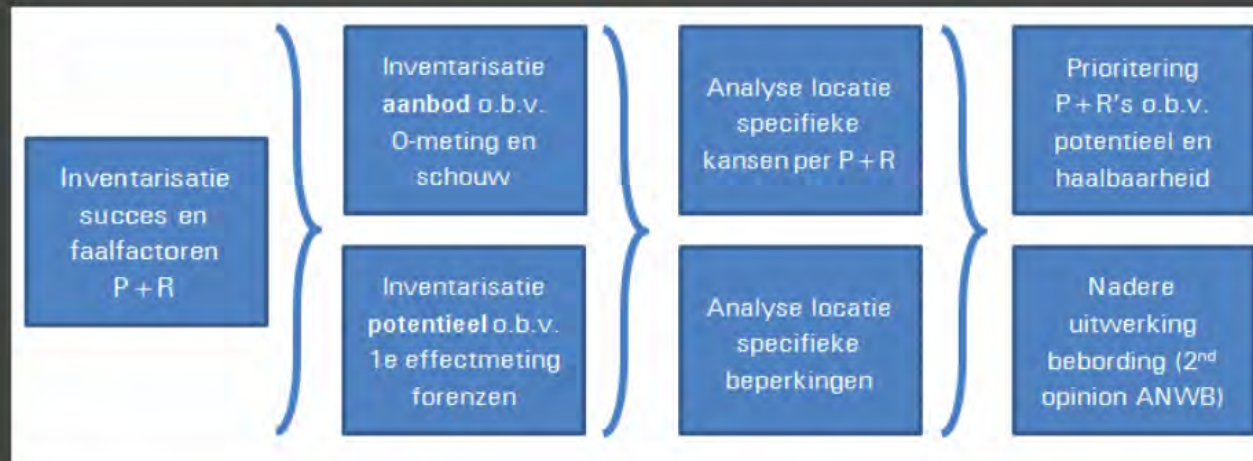 Inventarisatie
succes en
faalfactoren
P+R
Inventarisatie
aanbod o.b.v.
0-meting en
schouw
Inventarisatie
potentieel o.b.v.
1e effectmeting
forenzen
Analyse locatie
specifieke
kansen per P+R
Analyse locatie
specifieke
beperkingen
Prioritering
P+R's o.b.v.
potentieel en
haalbaarheid
Nadere
uitwerking
bebording (2nd
opinion ANWB)